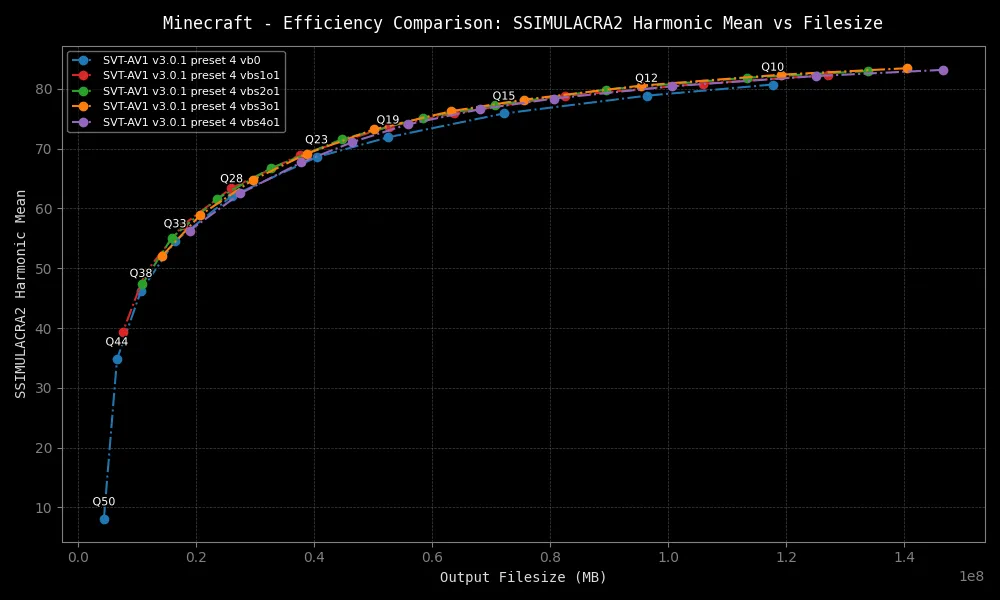 Minecraft - Efficiency Comparison: SSIMULACRA2 Harmonic Mean vs Filesize
SVT-AV1 v3.0.1 preset 4 vb0
SVT-AV1 v3.0.1 preset 4 vbs1o1
SVT-AV1 v3.0.1 preset 4 vbs2o1
SVT-AV1 v3.0.1 preset 4 vbs3o1
SVT-AV1 v3.0.1 preset 4 vbs4o1
SSIMULACRA2 Harmonic Mean
80
70
60
50
40
30
20
10
Q10
Q12
Q15
Q19
Q23
Q28
Q33
Q38
Q44
Q50
0.0 0.2 0.4 0.6 0.8 1.0 1.2 1.4
1e8
Output Filesize (MB)